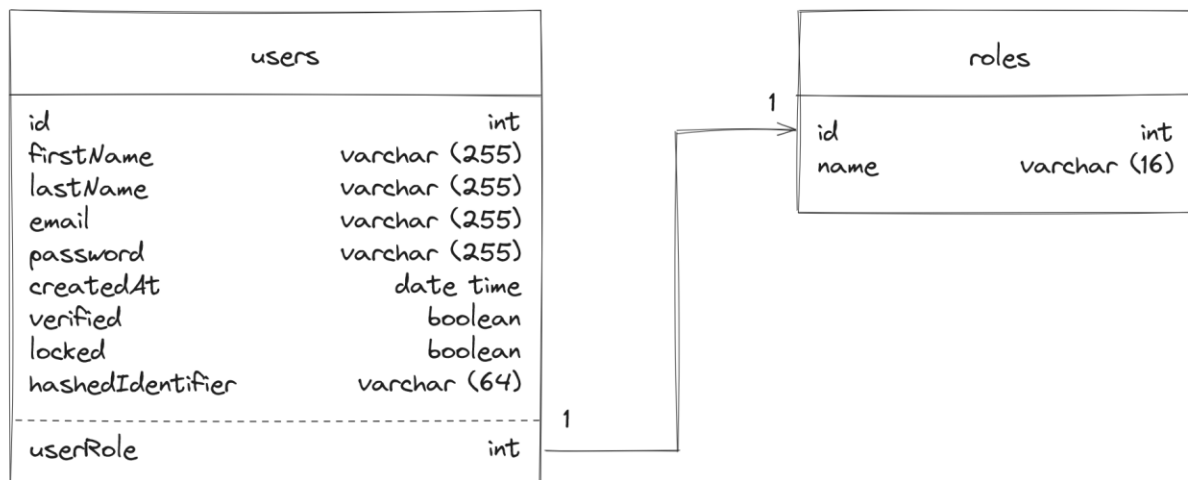 users
id int
firstName varchar (255)
lastName varchar (255)
email varchar (255)
password varchar (255)
createdAt date time
verified boolean
locked boolean
hashedIdentifier varchar (64)
userRole int
1
1
roles
id int
name varchar (16)